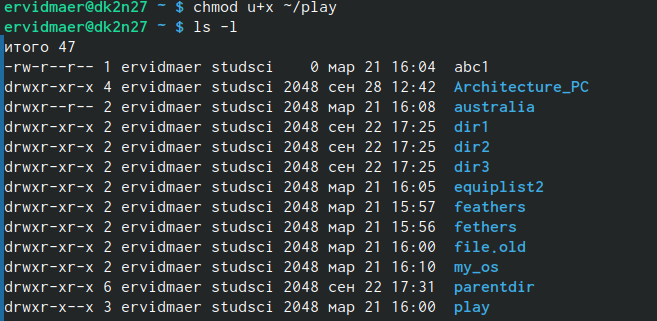 ervidmaer@dk2n27 ~ $ chmod u+x ~/play
ervidmaer@dk2n27 ~ $ ls -l
итого 47
-rw-r--r-- 1 ervidmaer studsci    0 мар 21 16:04  abc1
drwxr-xr-x 4 ervidmaer studsci 2048 сен 28 12:42  Architecture_PC
drwxr--r-- 2 ervidmaer studsci 2048 мар 21 16:08  australia
drwxr-xr-x 2 ervidmaer studsci 2048 сен 22 17:25  dir1
drwxr-xr-x 2 ervidmaer studsci 2048 сен 22 17:25  dir2
drwxr-xr-x 2 ervidmaer studsci 2048 сен 22 17:25  dir3
drwxr-xr-x 2 ervidmaer studsci 2048 мар 21 16:05  equiplist2
drwxr-xr-x 2 ervidmaer studsci 2048 мар 21 15:57  feathers
drwxr-xr-x 2 ervidmaer studsci 2048 мар 21 15:56  fethers
drwxr-xr-x 2 ervidmaer studsci 2048 мар 21 16:00  file.old
drwxr-xr-x 2 ervidmaer studsci 2048 мар 21 16:10  my_os
drwxr-xr-x 6 ervidmaer studsci 2048 сен 22 17:31  parentdir
drwxr-x--x 3 ervidmaer studsci 2048 мар 21 16:00  play